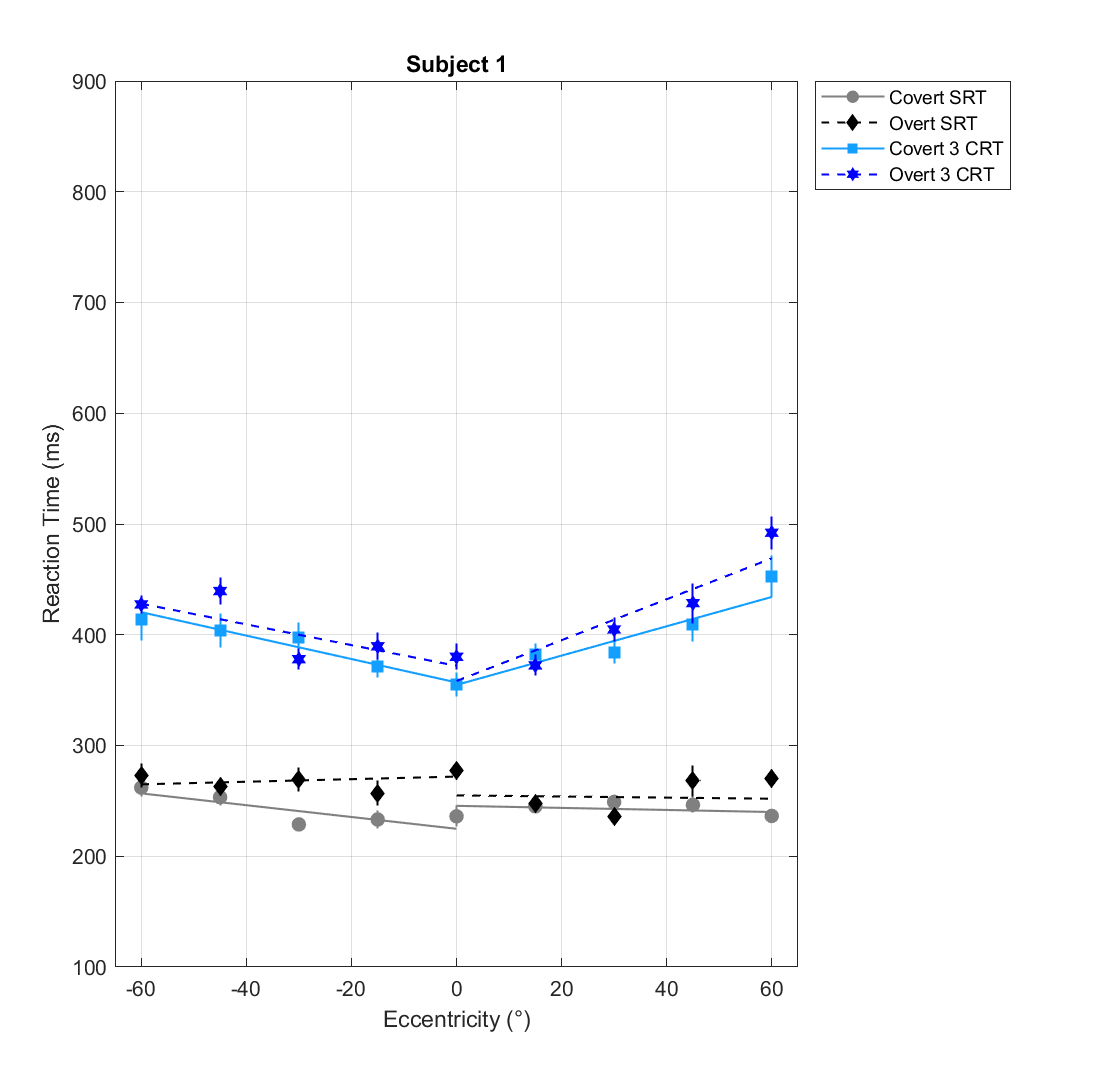 Subject 1
900
800
700
600
500
400
300
200
100
Reaction Time (ms)
-60 -40 -20 0 20 40 60
Eccentricity (°)
Covert SRT
Overt SRT
Covert 3 CRT
Overt 3 CRT